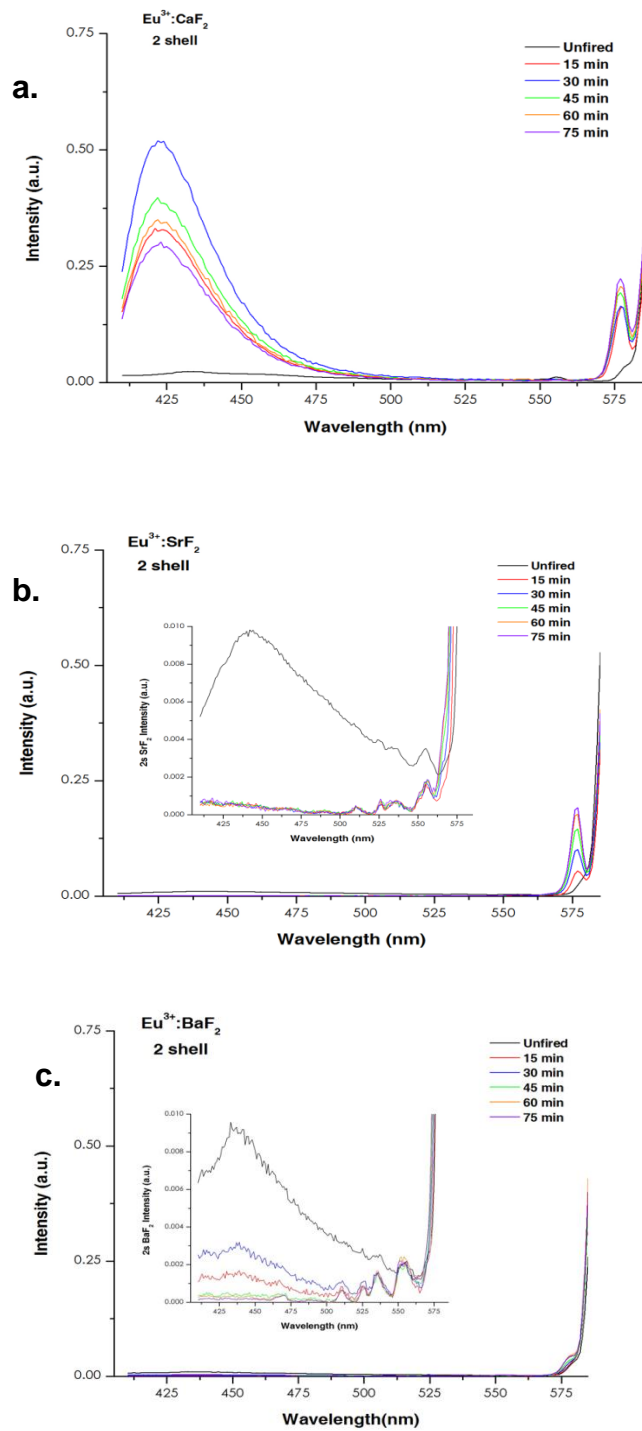 a.
Eu³⁺:CaF₂
2 shell
Unfired
15 min
30 min
45 min
60 min
75 min
0.75
0.50
0.25
0.00
Intensity (a.u.)
425 450 475 500 525 550 575
Wavelength (nm)
b.
Eu³⁺:SrF₂
2 shell
Unfired
15 min
30 min
45 min
60 min
75 min
0.75
0.50
0.25
0.00
Intensity (a.u.)
0.010
0.008
0.006
0.004
0.002
0.000
2s SrF₂ Intensity (a.u.)
425 450 475 500 525 550 575
Wavelength (nm)
425 450 475 500 525 550 575
Wavelength (nm)
c.
Eu³⁺:BaF₂
2 shell
Unfired
15 min
30 min
45 min
60 min
75 min
0.75
0.50
0.25
0.00
Intensity (a.u.)
0.010
0.008
0.006
0.004
0.002
0.000
2s BaF₂ Intensity (a.u.)
425 450 475 500 525 550 575
Wavelength (nm)
425 450 475 500 525 550 575
Wavelength(nm)